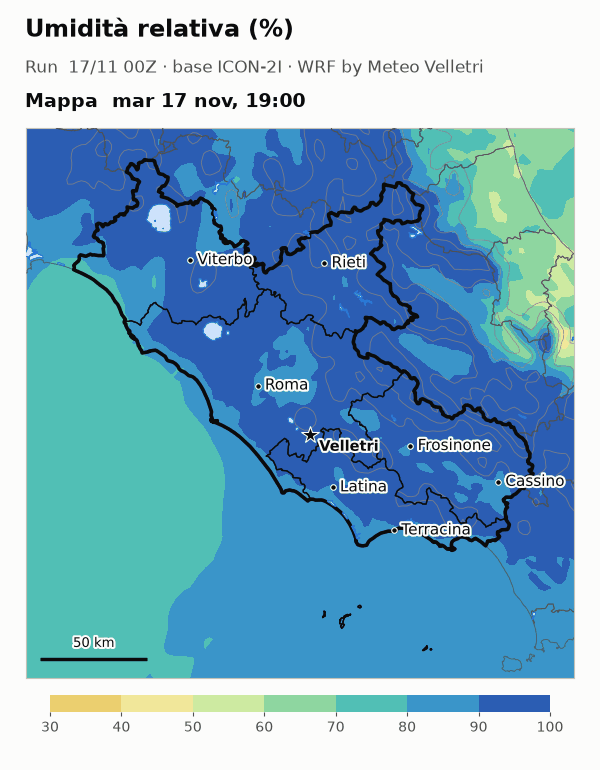 Umidità relativa (%)
Run  17/11 00Z · base ICON-2I · WRF by Meteo Velletri
Mappa  mar 17 nov, 19:00
Viterbo
Rieti
Roma
Velletri
Frosinone
Cassino
Latina
Terracina
50 km
30 40 50 60 70 80 90 100